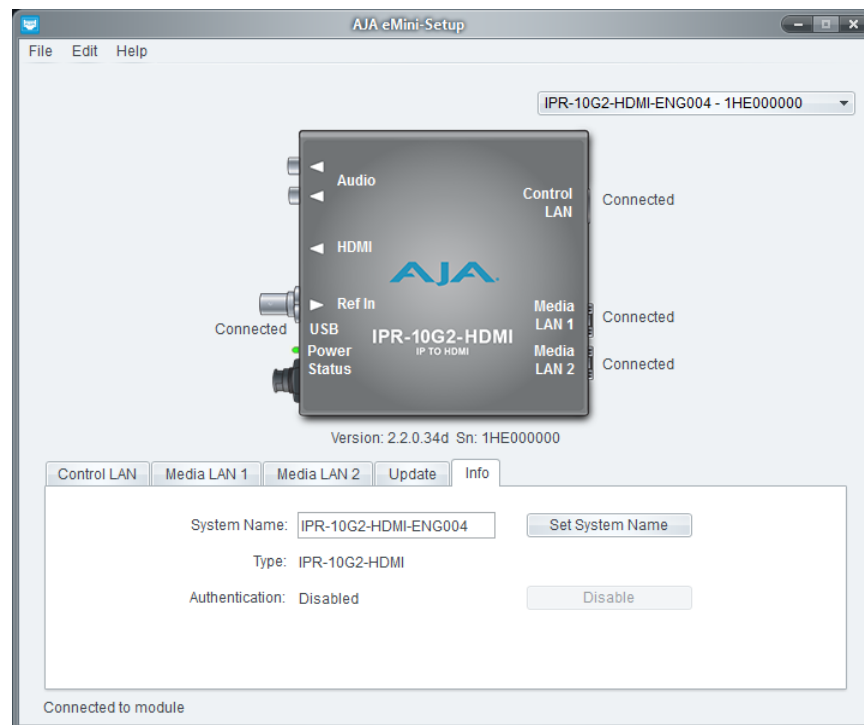 AJA eMini-Setup
File Edit Help
IPR-10G2-HDMI-ENG004 - 1HE000000
Audio
Control
LAN
Connected
HDMI
AJA
Ref In
Connected
USB
Power
Status
IPR-10G2-HDMI
IP TO HDMI
Media
LAN 1
Connected
Media
LAN 2
Connected
Version: 2.2.0.34d Sn: 1HE000000
Control LAN Media LAN 1 Media LAN 2 Update Info
System Name: IPR-10G2-HDMI-ENG004 Set System Name
Type: IPR-10G2-HDMI
Authentication: Disabled Disable
Connected to module